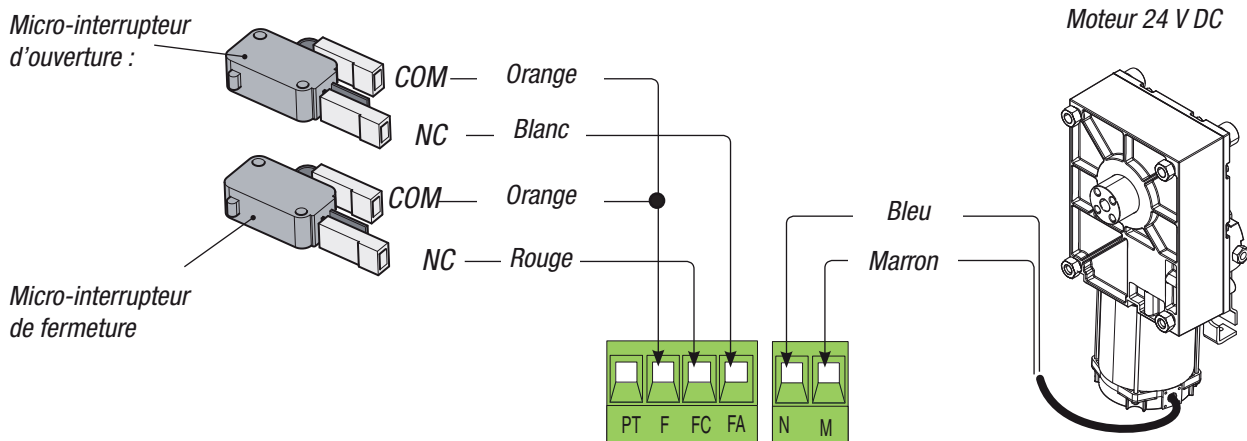 Micro-interrupteur
d'ouverture :
Moteur 24 V DC
COM
Orange
NC
Blanc
COM
Orange
NC
Rouge
Bleu
Marron
Micro-interrupteur
de fermeture
PT F FC FA
N M